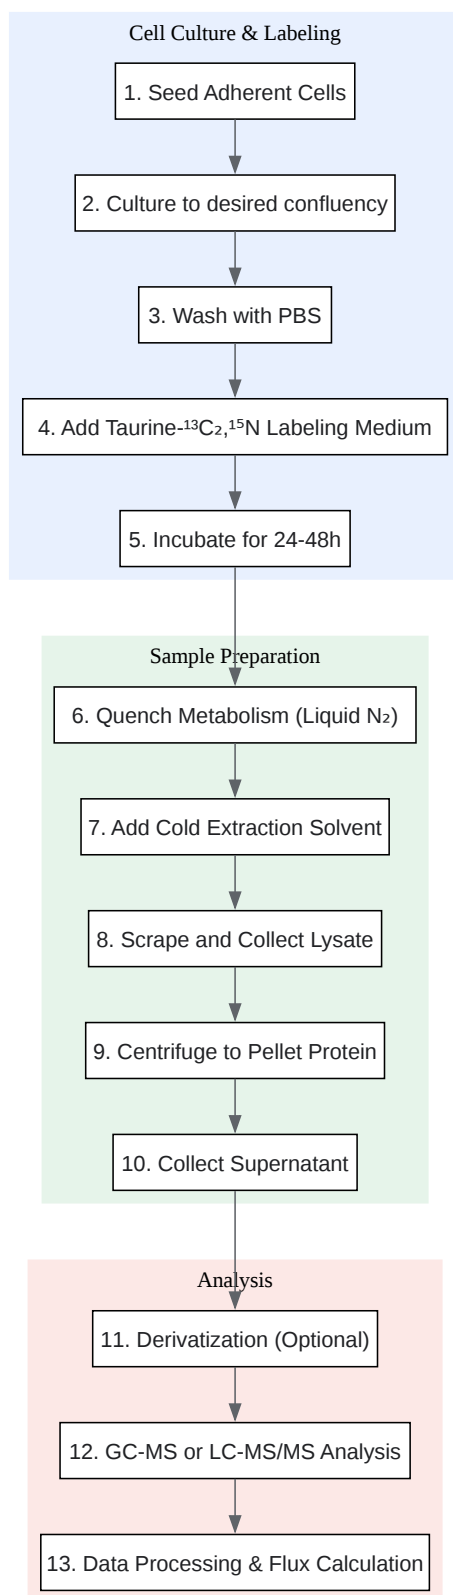 Cell Culture & Labeling
1. Seed Adherent Cells
2. Culture to desired confluency
3. Wash with PBS
4. Add Taurine-¹³C₂,¹⁵N Labeling Medium
5. Incubate for 24-48h
Sample Preparation
6. Quench Metabolism (Liquid N₂)
7. Add Cold Extraction Solvent
8. Scrape and Collect Lysate
9. Centrifuge to Pellet Protein
10. Collect Supernatant
Analysis
11. Derivatization (Optional)
12. GC-MS or LC-MS/MS Analysis
13. Data Processing & Flux Calculation